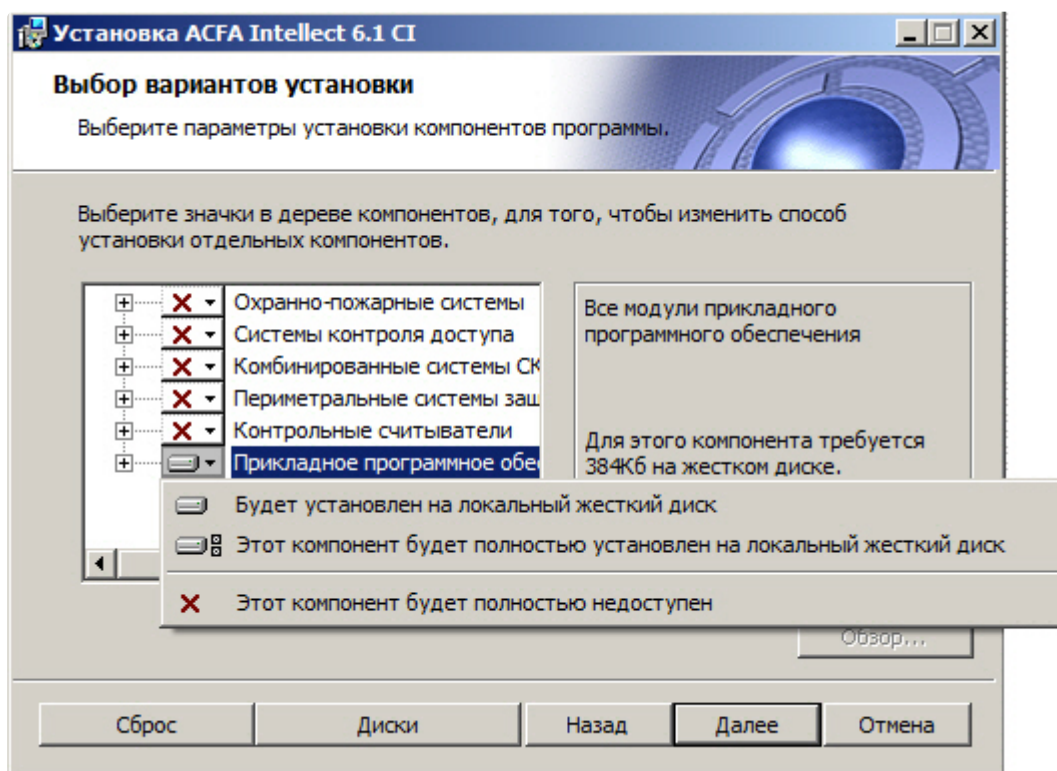 Установка ACFA Intellect 6.1 CI
Выбор вариантов установки
Выберите параметры установки компонентов программы.
Выберите значки в дереве компонентов, для того, чтобы изменить способ
установки отдельных компонентов.
Охранно-пожарные системы
Системы контроля доступа
Комбинированные системы СК
Периметральные системы защ
Контрольные считыватели
Прикладное программное обес
Все модули прикладного
программного обеспечения
Для этого компонента требуется
384Кб на жестком диске.
Будет установлен на локальный жесткий диск
Этот компонент будет полностью установлен на локальный жесткий диск
Этот компонент будет полностью недоступен
Обзор...
Сброс
Диски
Назад
Далее
Отмена